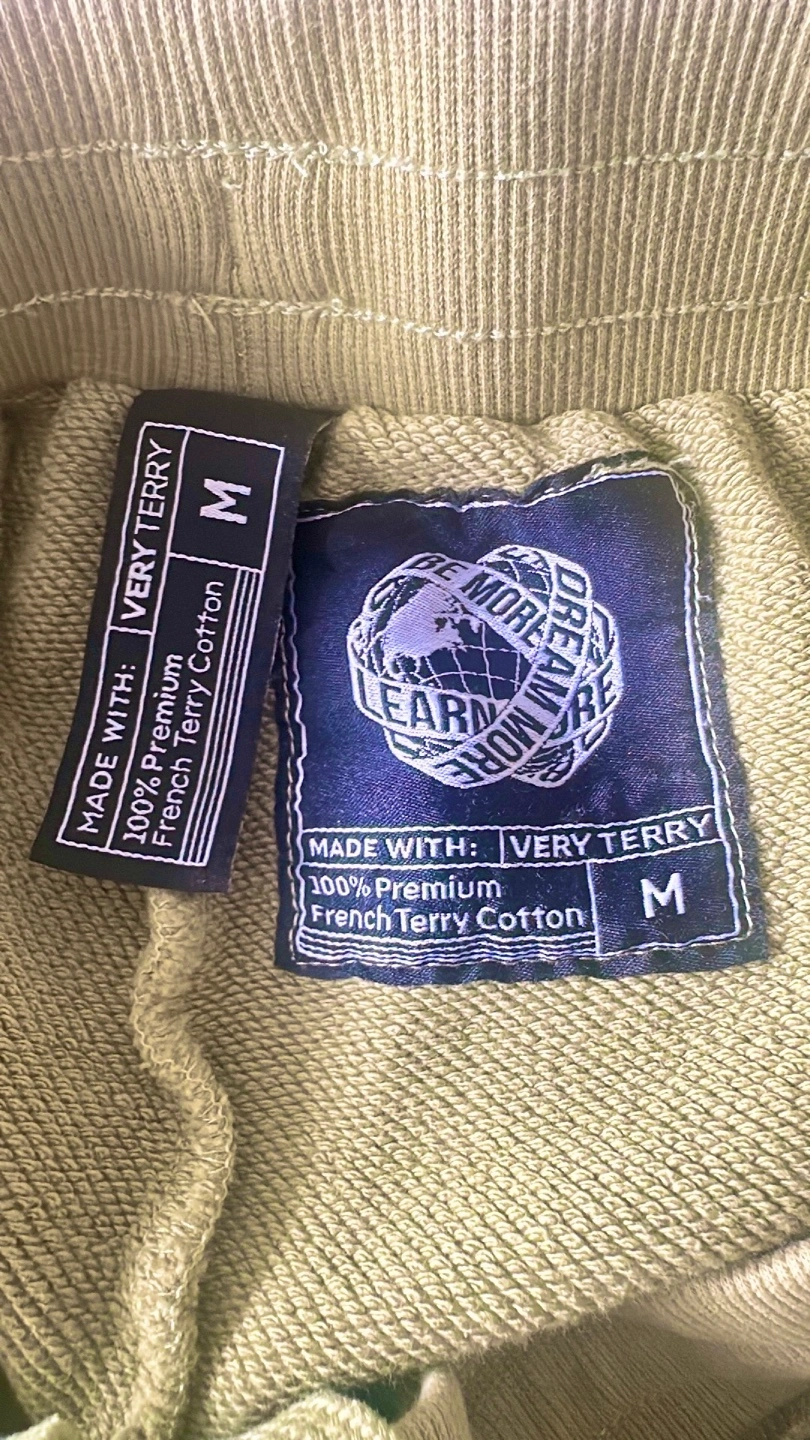 MADE WITH: VERY TERRY
100% Premium
French Terry Cotton
M
BE MORE
DREAM MORE
LEARN
MADE WITH: VERY TERRY
100% Premium
French Terry Cotton
M